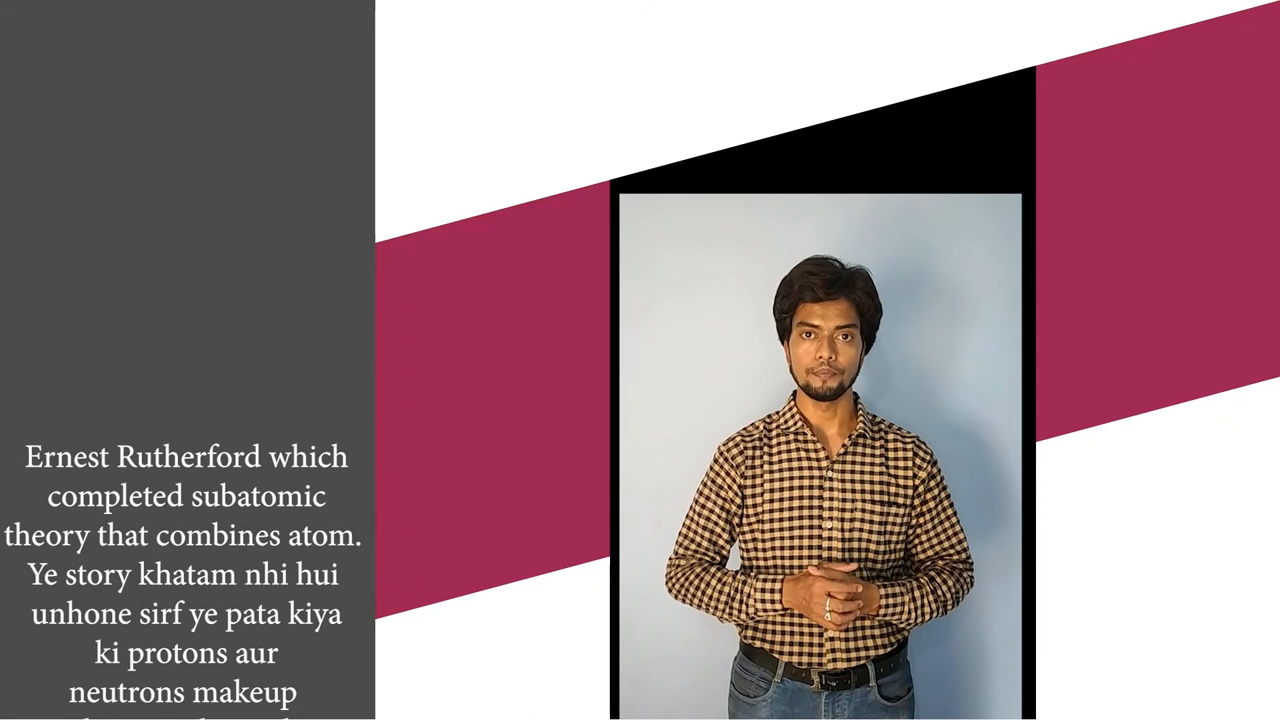 Ernest Rutherford which
completed subatomic
theory that combines atom.
Ye story khatam nhi hui
unhone sirf ye pata kiya
ki protons aur
neutrons makeup